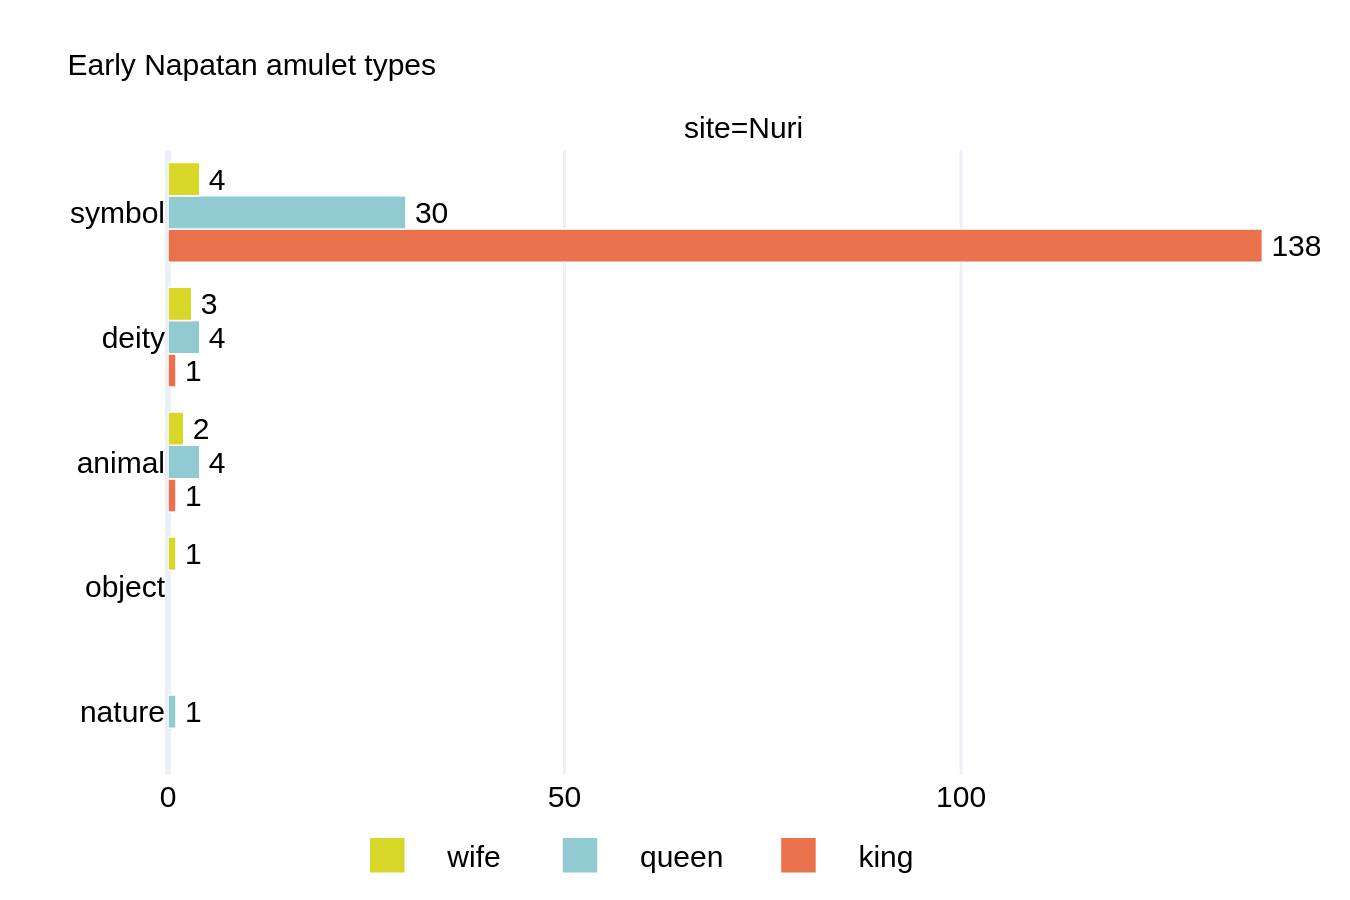 Early Napatan amulet types
site=Nuri
4
symbol 30
138
3
deity 4
1
2
animal 4
1
1
object
nature 1
0 50 100
wife queen king